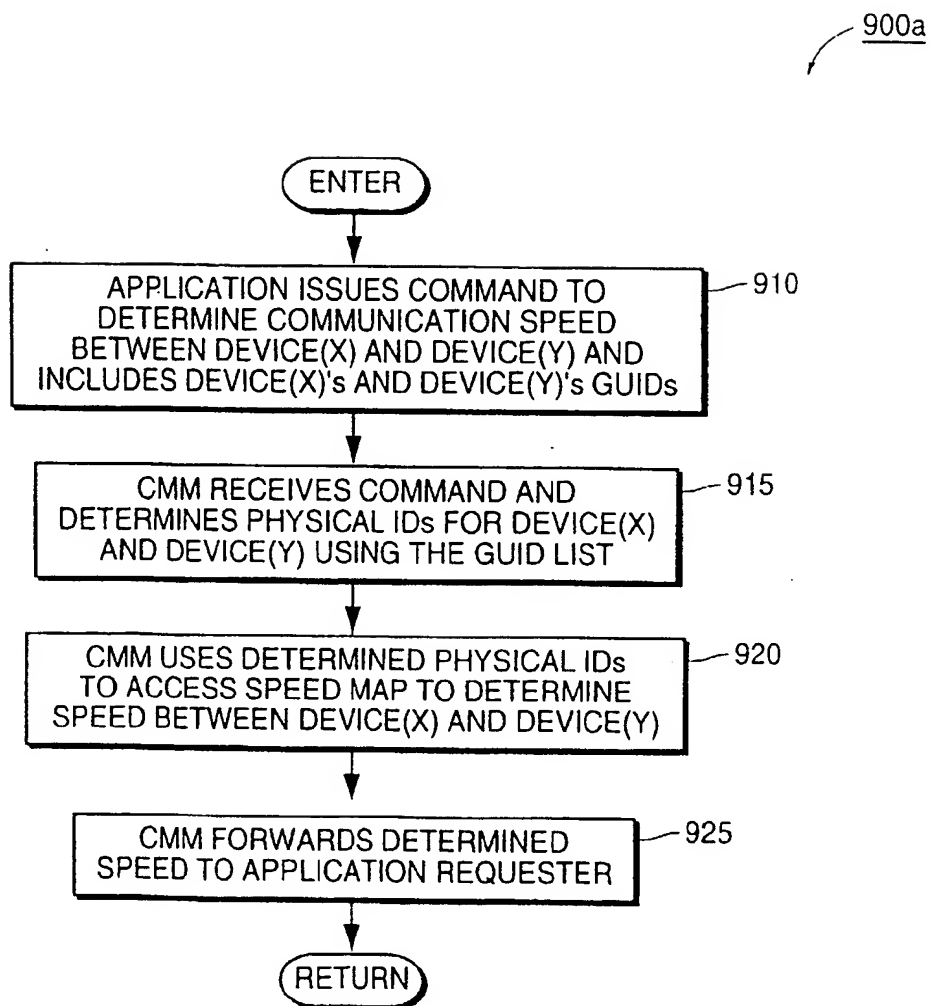 900a
ENTER
APPLICATION ISSUES COMMAND TO
DETERMINE COMMUNICATION SPEED
BETWEEN DEVICE(X) AND DEVICE(Y) AND
INCLUDES DEVICE(X)'s AND DEVICE(Y)'s GUIDs
910
CMM RECEIVES COMMAND AND
DETERMINES PHYSICAL IDs FOR DEVICE(X)
AND DEVICE(Y) USING THE GUID LIST
915
CMM USES DETERMINED PHYSICAL IDs
TO ACCESS SPEED MAP TO DETERMINE
SPEED BETWEEN DEVICE(X) AND DEVICE(Y)
920
CMM FORWARDS DETERMINED
SPEED TO APPLICATION REQUESTER
925
RETURN